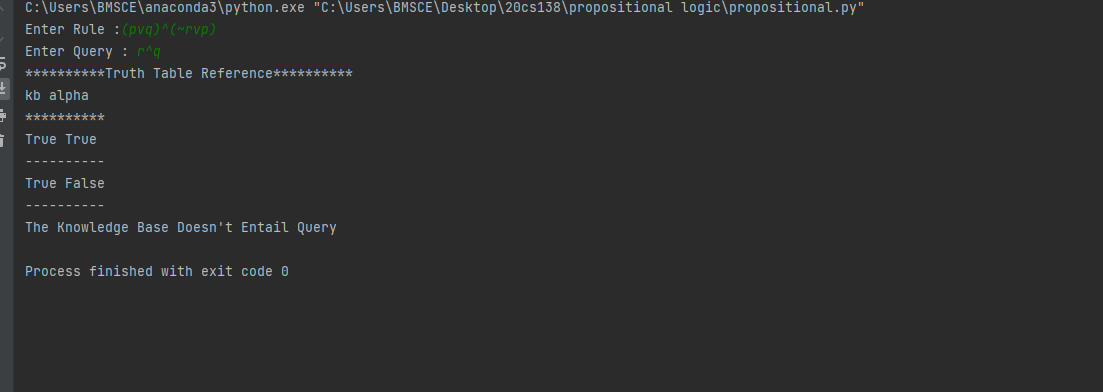 C:\Users\BMSCE\anaconda3\python.exe "C:\Users\BMSCE\Desktop\20cs138\propositional logic\propositional.py"
Enter Rule :(pvq)^(~rvp)
Enter Query : r^q
**********Truth Table Reference**********
kb alpha
**********
True True
----------
True False
----------
The Knowledge Base Doesn't Entail Query
Process finished with exit code 0